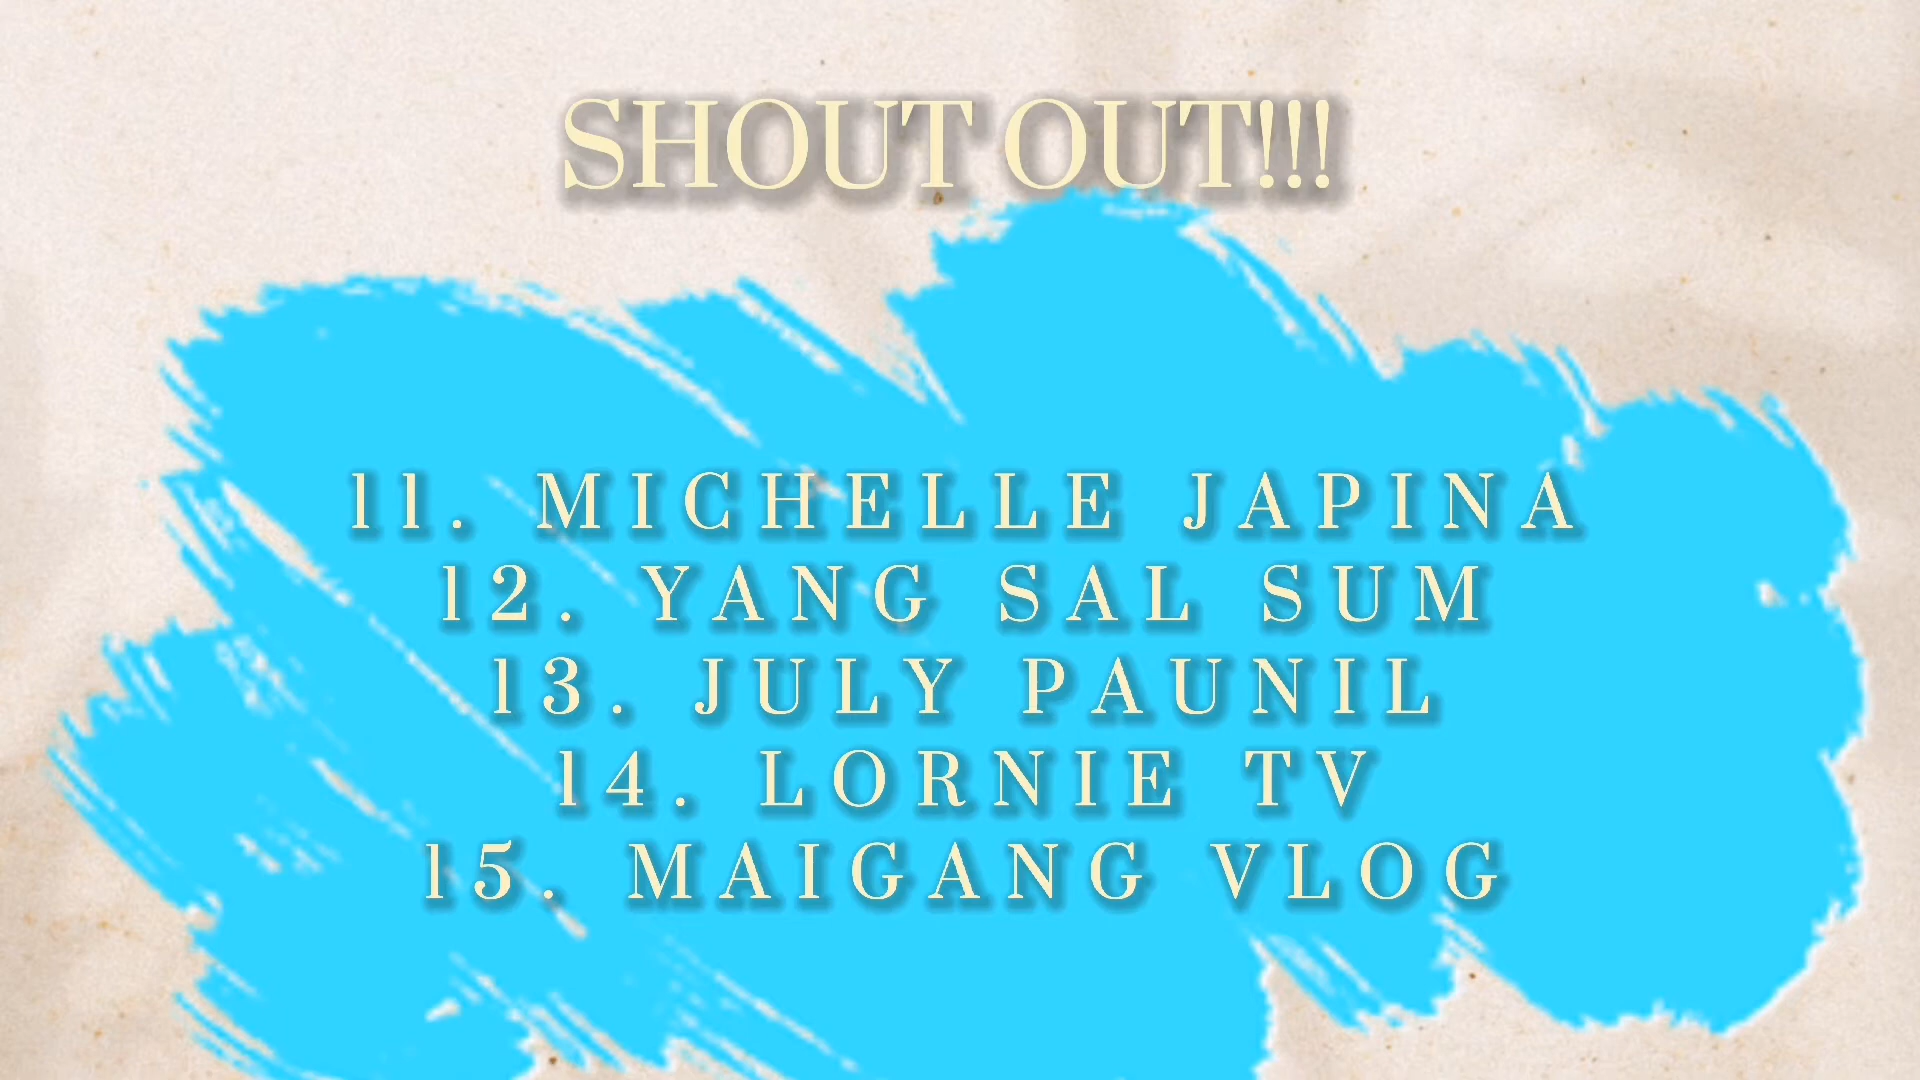 SHOUT OUT!!!
11. MICHELLE JAPINA
12. YANG SAL SUM
13. JULY PAUNIL
14. LORNIE TV
15. MAIGANG VLOG